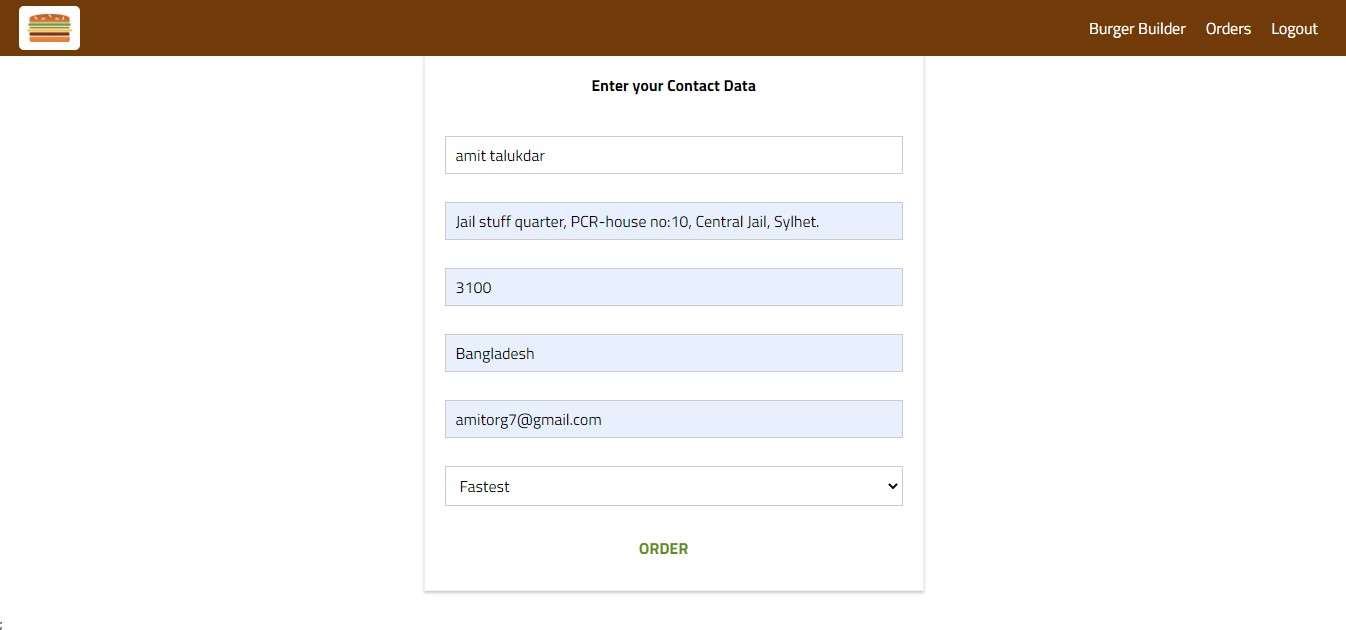 Burger Builder Orders Logout
Enter your Contact Data
amit talukdar
Jail stuff quarter, PCR-house no:10, Central Jail, Sylhet.
3100
Bangladesh
amitorg7@gmail.com
Fastest
ORDER
;